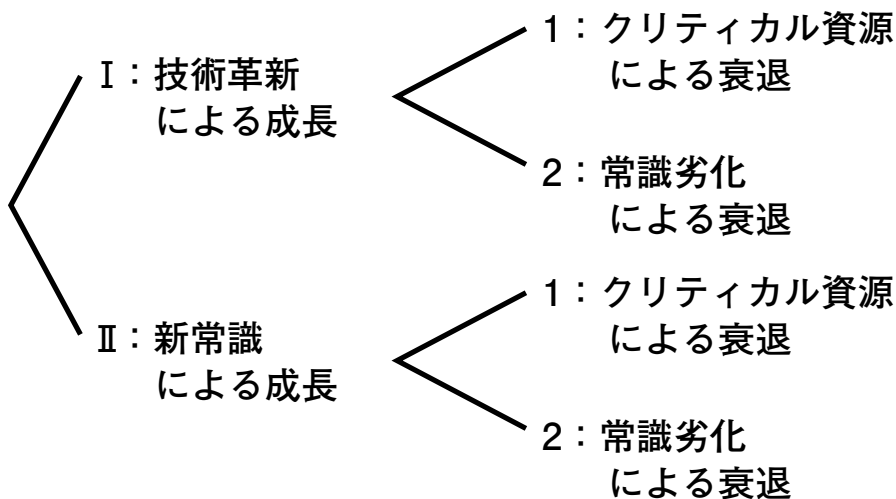 Ⅰ：技術革新
による成長
1：クリティカル資源
による衰退
2：常識劣化
による衰退
Ⅱ：新常識
による成長
1：クリティカル資源
による衰退
2：常識劣化
による衰退